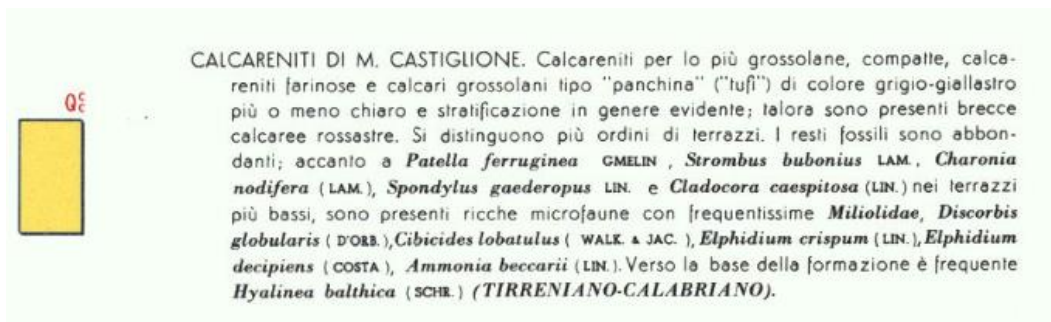 CALCARENITI DI M. CASTIGLIONE. Calcareniti per lo più grossolane, compatte, calca-
reniti farinose e calcari grossolani tipo "panchina" ("tufi") di colore grigio-giallastro
Qcc
più o meno chiaro e stratificazione in genere evidente; talora sono presenti brecce
calcaree rossastre. Si distinguono più ordini di terrazzi. I resti fossili sono abbon-
danti; accanto a Patella ferruginea GMELIN , Strombus bubonius LAM., Charonia
nodifera (LAM.), Spondylus gaederopus LIN. e Cladocora caespitosa (LIN.) nei terrazzi
più bassi, sono presenti ricche microfaune con frequentissime Miliolidae, Discorbis
globularis ( D'ORB.), Cibicides lobatulus ( WALK. & JAC. ), Elphidium crispum (LIN.), Elphidium
decipiens (COSTA), Ammonia beccarii (LIN.). Verso la base della formazione è frequente
Hyalinea balthica (SCHR.) (TIRRENIANO-CALABRIANO).